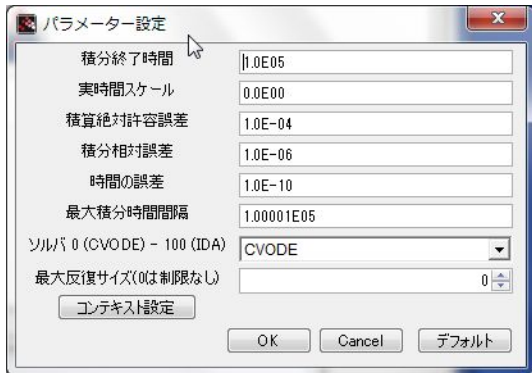 パラメーター設定
積分終了時間 1.0E05
実時間スケール 0.0E00
積算絶対許容誤差 1.0E-04
積分相対誤差 1.0E-06
時間の誤差 1.0E-10
最大積分時間間隔 1.00001E05
ソルバ 0 (CVODE) - 100 (IDA) CVODE
最大反復サイズ(0は制限なし) 0
コンテキスト設定
OK Cancel デフォルト